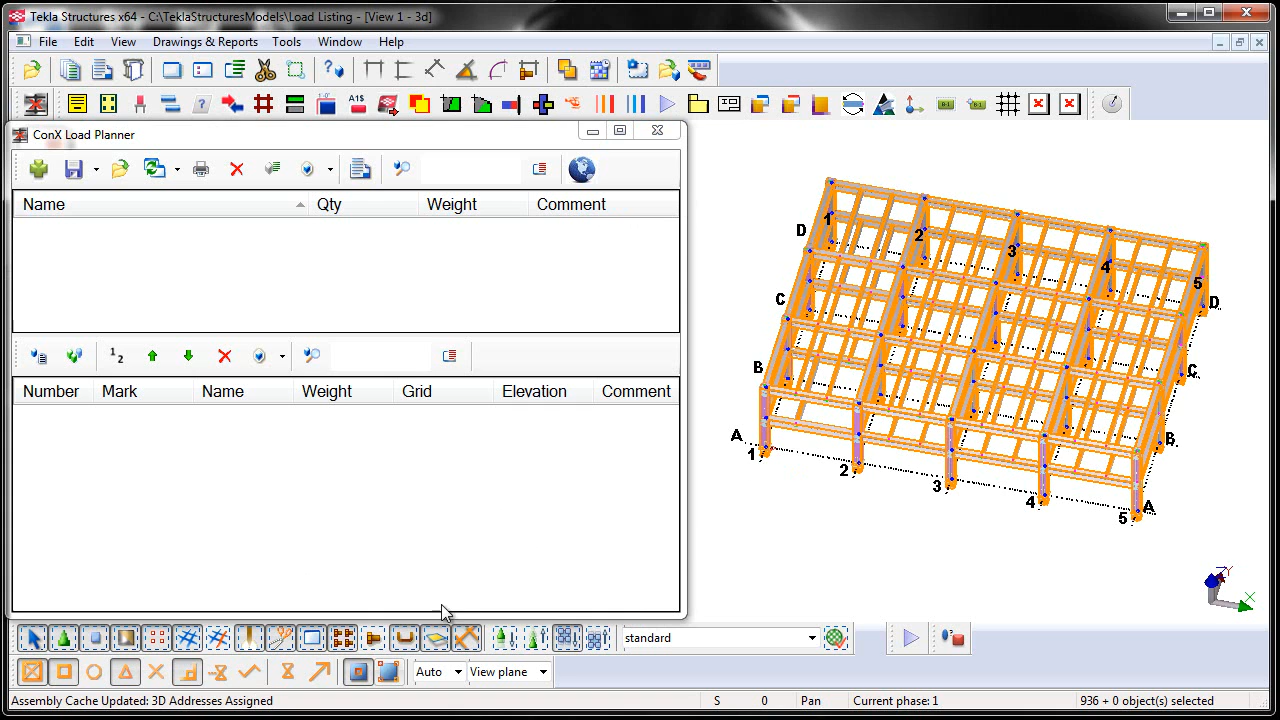 Tekla Structures x64 - C:\TeklaStructuresModels\Load Listing - [View 1 - 3d]
File Edit View Drawings & Reports Tools Window Help
A1$
ConX Load Planner
Name Qty Weight Comment
1 2
Number Mark Name Weight Grid Elevation Comment
D 1 2 3 4 5 D
C C
B B
A A
1 2 3 4 5
Y
Z
X
standard
Auto View plane
Assembly Cache Updated: 3D Addresses Assigned S 0 Pan Current phase: 1 936 + 0 object(s) selected